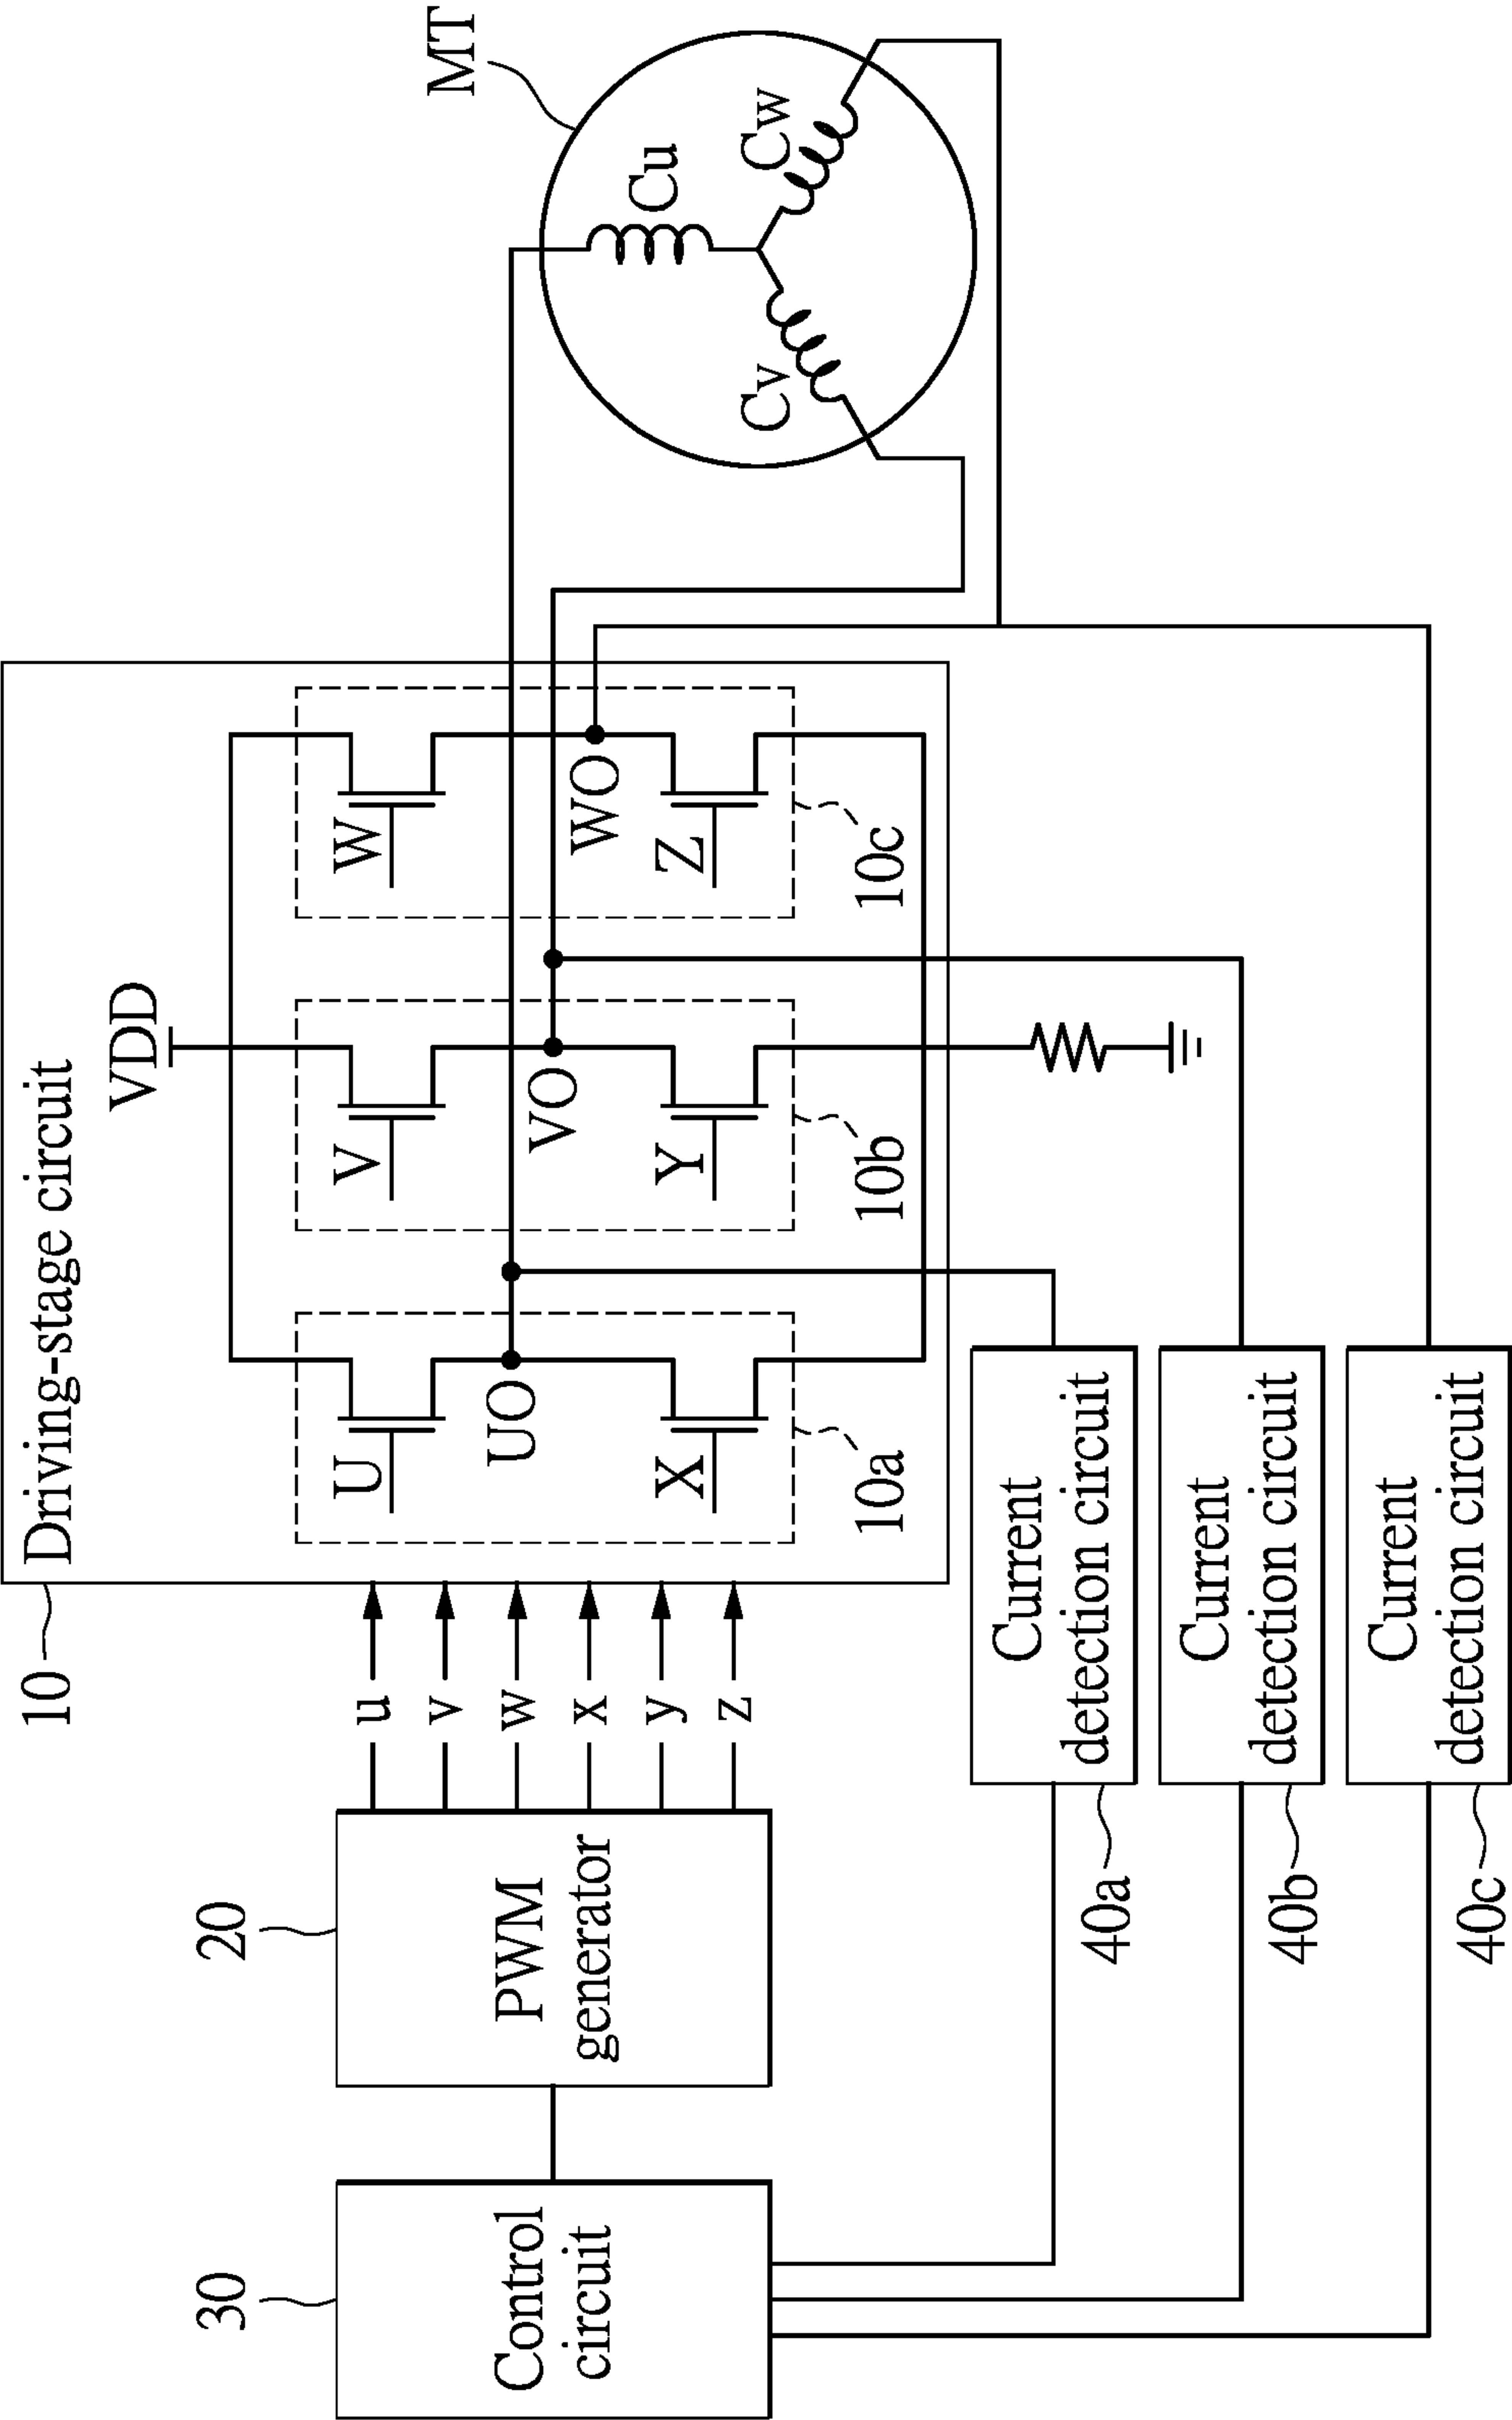 10
Driving-stage circuit
VDD
MT
30
Control
circuit
20
PWM
generator
u
v
w
x
y
z
U
UO
X
10a
V
VO
Y
10b
W
WO
Z
10c
Cu
Cv
Cw
Current
detection circuit
40a
Current
detection circuit
40b
Current
detection circuit
40c